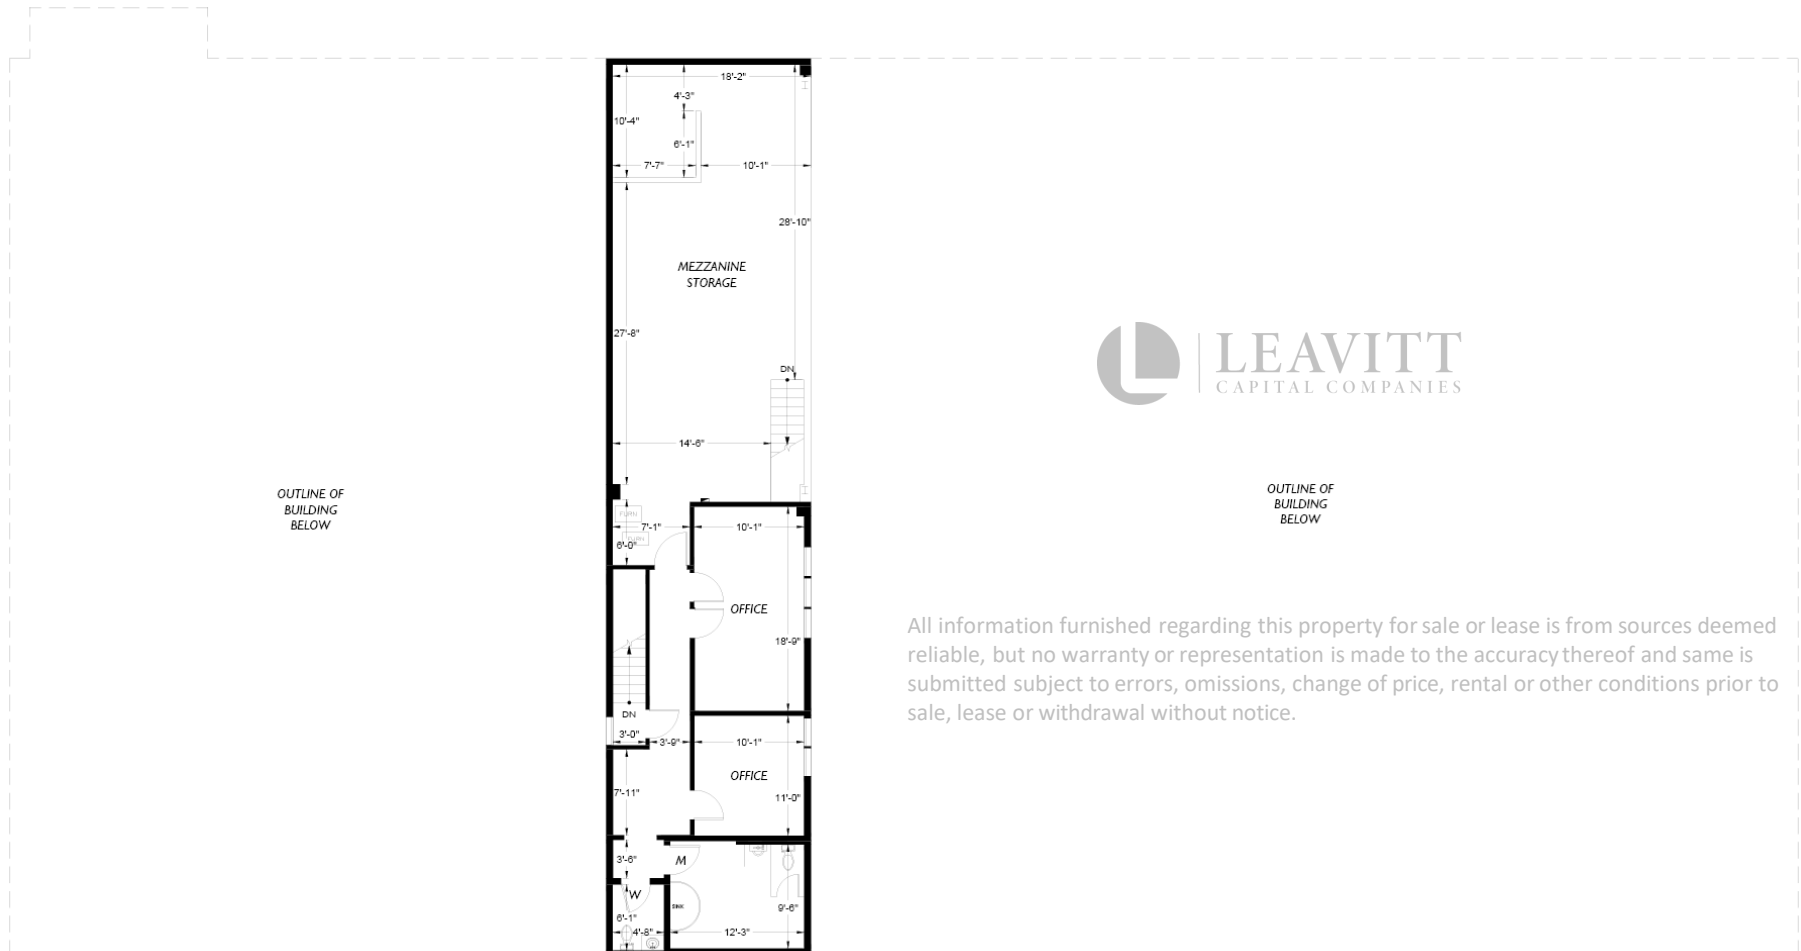 18'-2"
4'-3"
10'-4"
6'-1"
7'-7"
10'-1"
28'-10"
MEZZANINE
STORAGE
27'-8"
DN
14'-6"
LEAVITT
CAPITAL COMPANIES
OUTLINE OF
BUILDING
BELOW
OUTLINE OF
BUILDING
BELOW
FURN
7'-1"
10'-1"
FURN
6'-0"
OFFICE
18'-9"
All information furnished regarding this property for sale or lease is from sources deemed
reliable, but no warranty or representation is made to the accuracy thereof and same is
submitted subject to errors, omissions, change of price, rental or other conditions prior to
sale, lease or withdrawal without notice.
DN
3'-0"
3'-9"
10'-1"
OFFICE
7'-11"
11'-0"
3'-6"
M
W
SINK
9'-6"
6'-1"
4'-8"
12'-3"